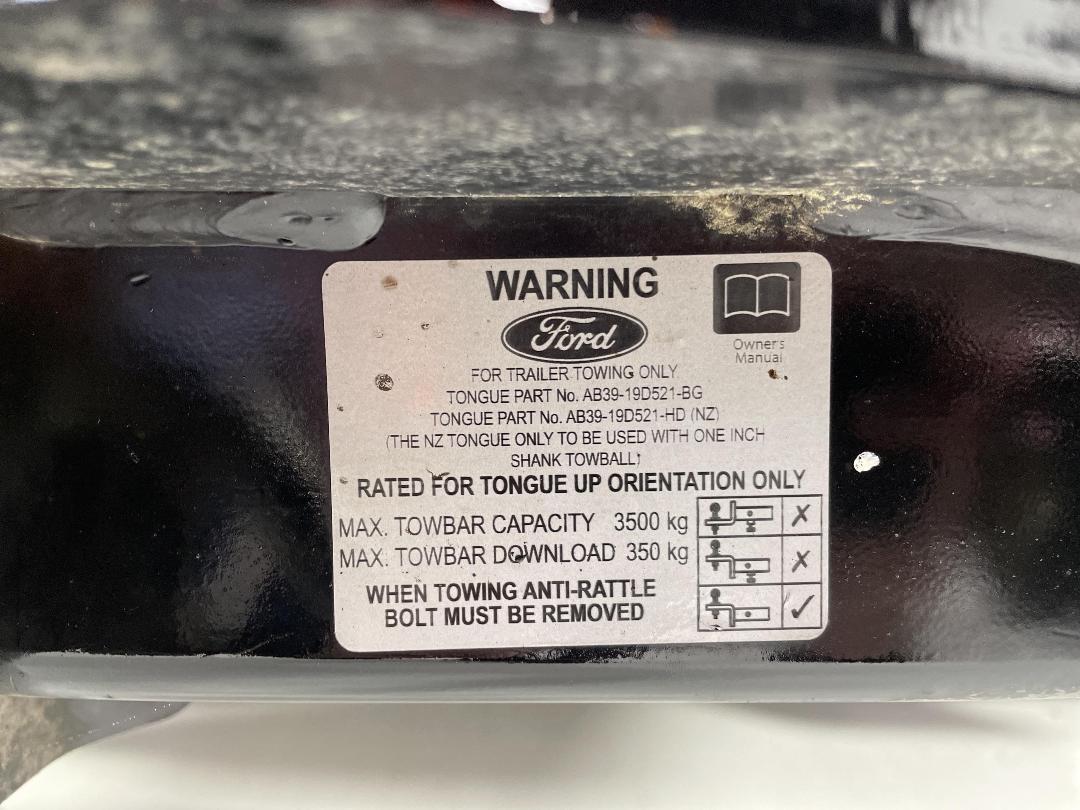 WARNING
Ford
Owner's
Manual
FOR TRAILER TOWING ONLY
TONGUE PART No. AB39-19D521-BG
TONGUE PART No. AB39-19D521-HD (NZ)
(THE NZ TONGUE ONLY TO BE USED WITH ONE INCH
SHANK TOWBALL)
RATED FOR TONGUE UP ORIENTATION ONLY
MAX. TOWBAR CAPACITY 3500 kg
MAX. TOWBAR DOWNLOAD 350 kg
WHEN TOWING ANTI-RATTLE
BOLT MUST BE REMOVED